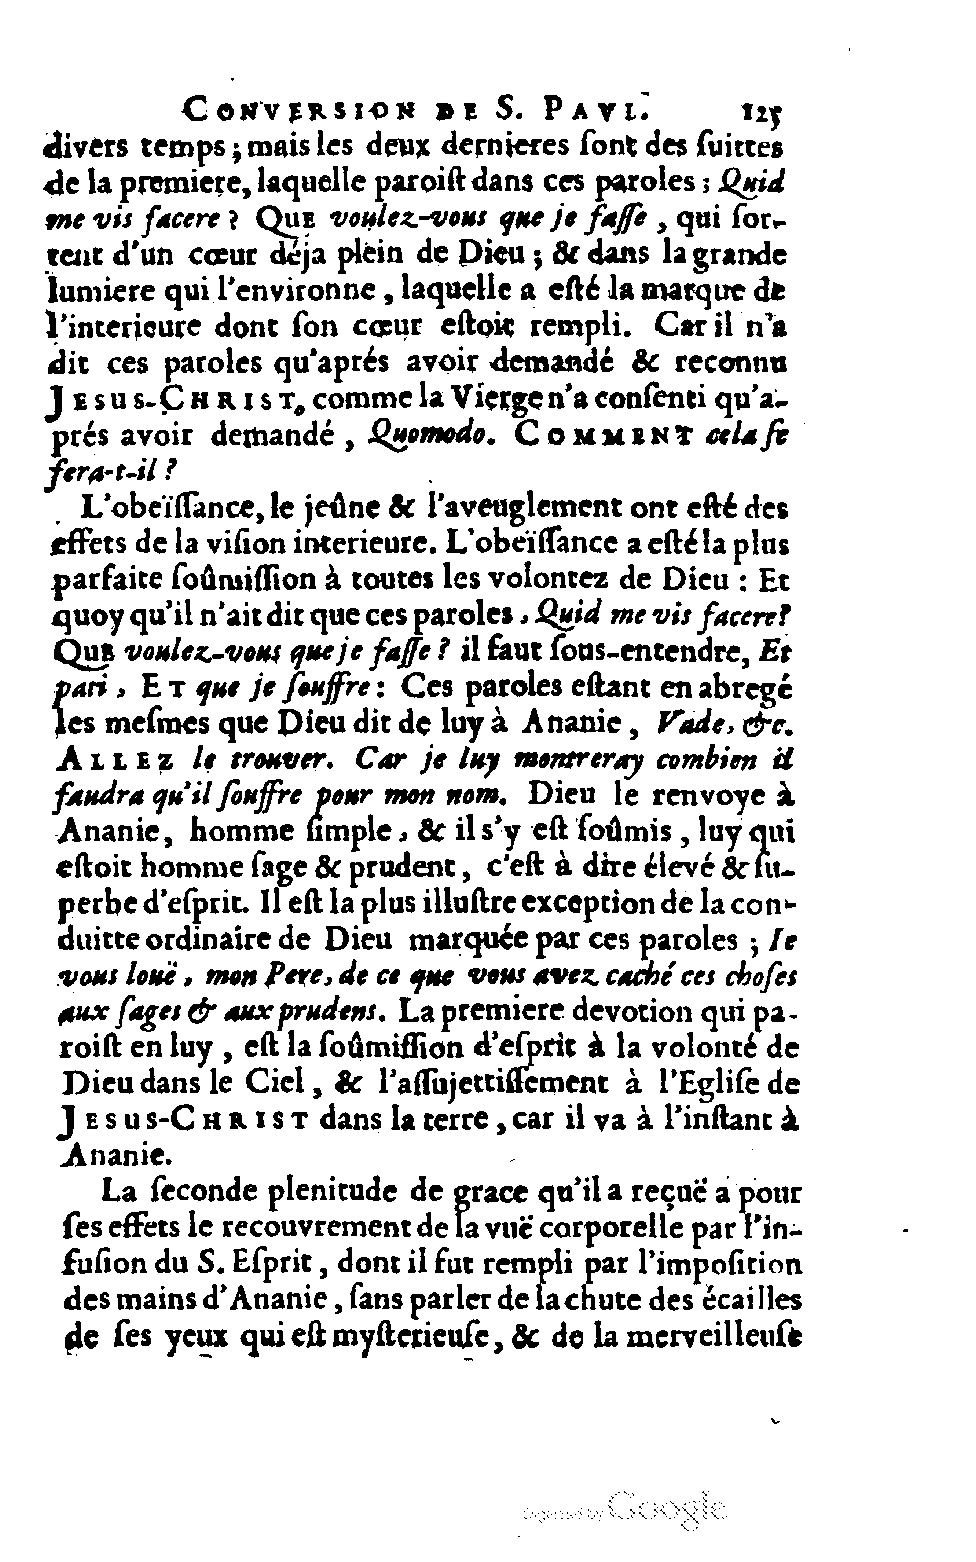 CONVERSION DE S. PAVL. 125
divers temps ; mais les deux dernieres ſont des ſuittes
de la premiere, laquelle paroiſt dans ces paroles ; Quid
me vis facere ? QUE voulez-vous que je faſſe, qui ſor-
tent d'un cœur déja plein de Dieu ; & dans la grande
lumiere qui l'environne, laquelle a eſté la marque de
l'interieure dont ſon cœur eſtoit rempli. Car il n'a
dit ces paroles qu'aprés avoir demandé & reconnu
JESUS-CHRIST, comme la Vierge n'a conſenti qu'a-
prés avoir demandé, Quomodo. COMMENT cela ſe
fera-t-il ?
L'obeïſſance, le jeûne & l'aveuglement ont eſté des
effets de la viſion interieure. L'obeïſſance a eſté la plus
parfaite ſoûmiſſion à toutes les volontez de Dieu : Et
quoy qu'il n'ait dit que ces paroles, Quid me vis facere?
QUE voulez-vous que je faſſe ? il faut ſous-entendre, Et
pati, ET que je ſouffre : Ces paroles eſtant en abregé
les meſmes que Dieu dit de luy à Ananie, Vade, &c.
ALLEZ le trouver. Car je luy montreray combien il
faudra qu'il ſouffre pour mon nom. Dieu le renvoye à
Ananie, homme ſimple, & il s'y eſt ſoûmis, luy qui
eſtoit homme ſage & prudent, c'eſt à dire élevé & ſu-
perbe d'eſprit. Il eſt la plus illuſtre exception de la con-
duitte ordinaire de Dieu marquée par ces paroles ; Ie
vous louë, mon Pere, de ce que vous avez caché ces choſes
aux ſages & aux prudens. La premiere devotion qui pa-
roiſt en luy, eſt la ſoûmiſſion d'eſprit à la volonté de
Dieu dans le Ciel, & l'aſſujettiſſement à l'Egliſe de
JESUS-CHRIST dans la terre, car il va à l'inſtant à
Ananie.
La ſeconde plenitude de grace qu'il a reçuë a pour
ſes effets le recouvrement de la vuë corporelle par l'in-
fuſion du S. Eſprit, dont il fut rempli par l'impoſition
des mains d'Ananie, ſans parler de la chute des écailles
de ſes yeux qui eſt myſterieuſe, & de la merveilleuſe
Digitized by Google